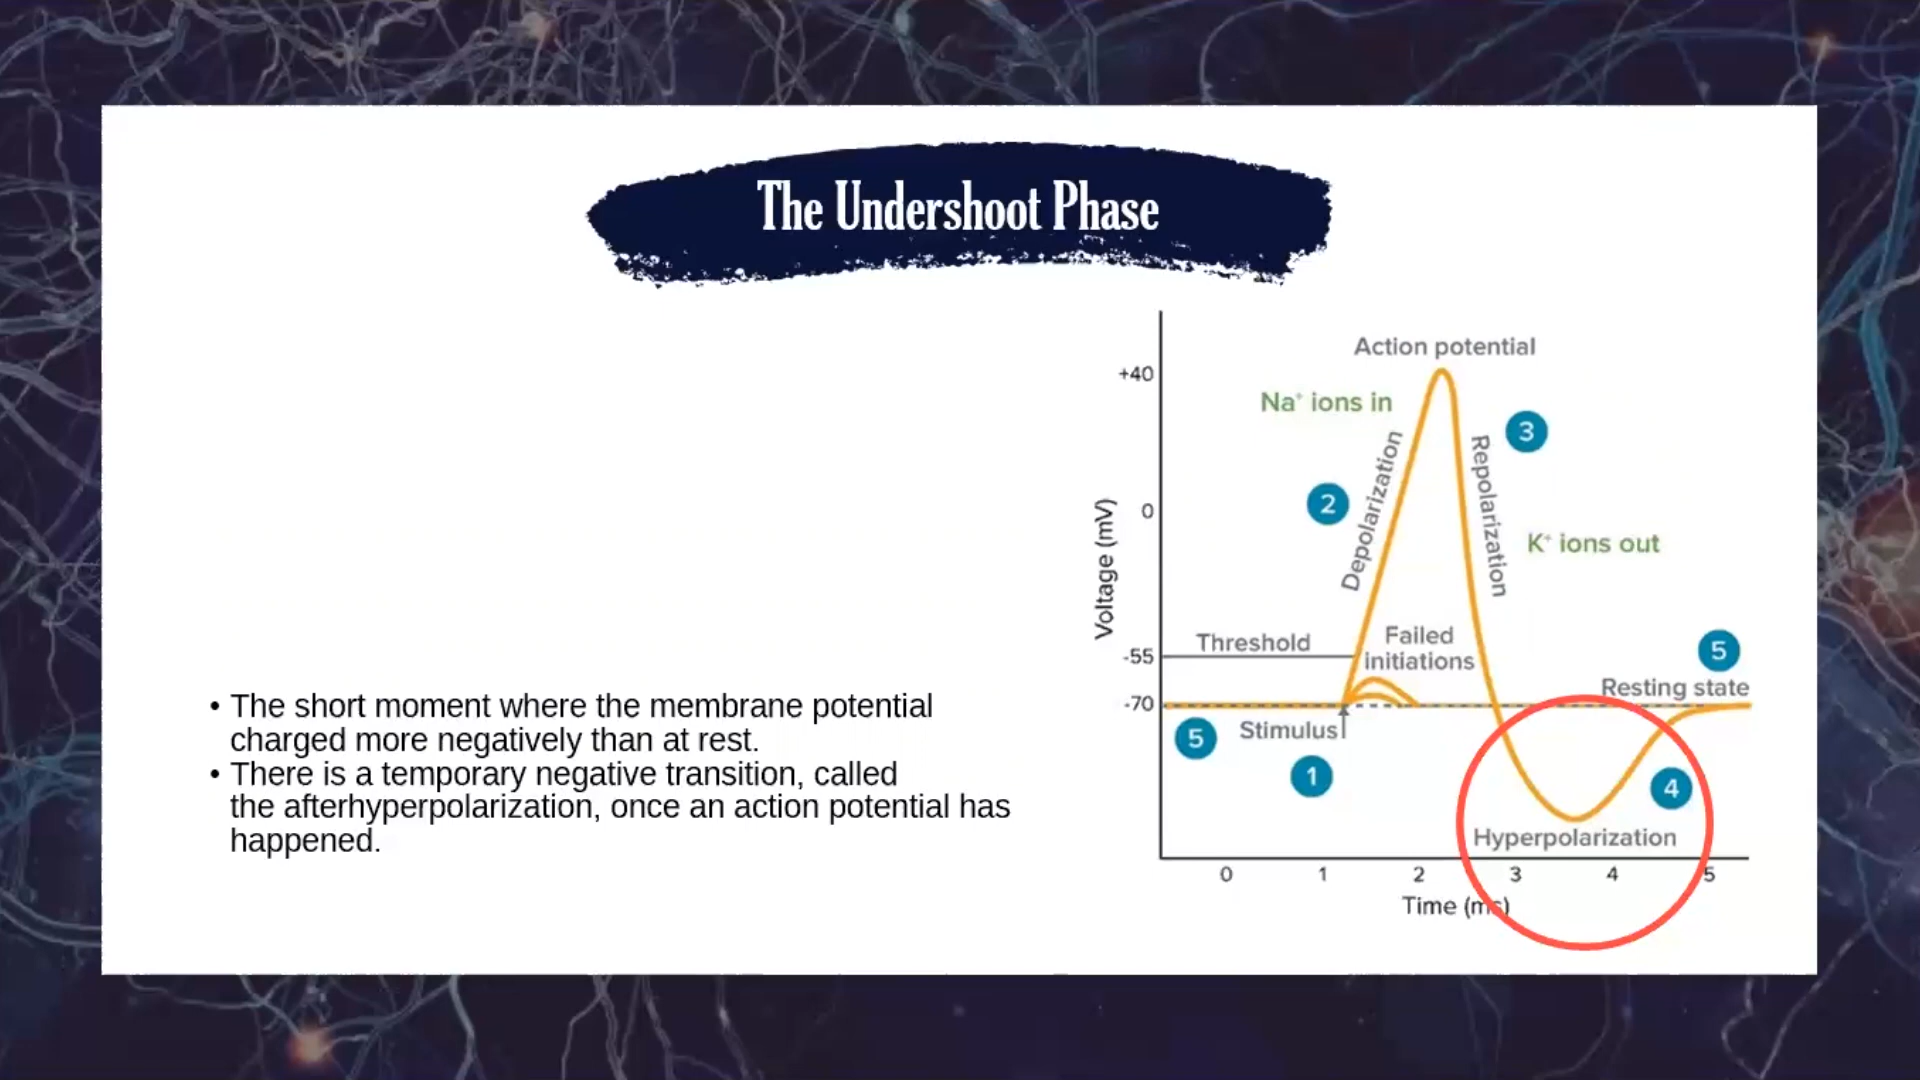 The Undershoot Phase
• The short moment where the membrane potential
charged more negatively than at rest.
• There is a temporary negative transition, called
the afterhyperpolarization, once an action potential has
happened.
Action potential
+40
Na⁺ ions in
3
Depolarization
Repolarization
2
0
K⁺ ions out
Voltage (mV)
Threshold
Failed
initiations
-55
5
Resting state
-70
5
Stimulus
1
4
Hyperpolarization
0 1 2 3 4 5
Time (ms)